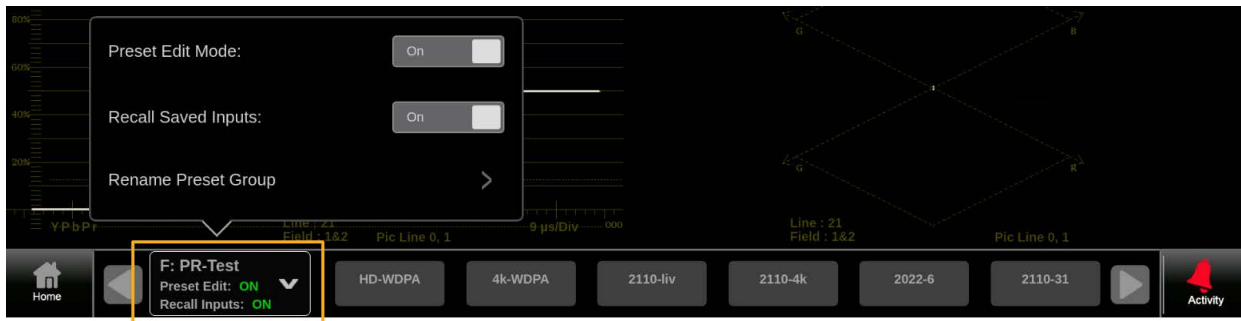 80%
60%
40%
20%
Preset Edit Mode:
On
Recall Saved Inputs:
On
Rename Preset Group
>
YPbPr
Line : 21
Field : 1&2
Pic Line 0, 1
9 µs/Div
000
G
B
G
R
Line : 21
Field : 1&2
Pic Line 0, 1
Home
F: PR-Test
Preset Edit: ON
Recall Inputs: ON
HD-WDPA
4k-WDPA
2110-liv
2110-4k
2022-6
2110-31
Activity